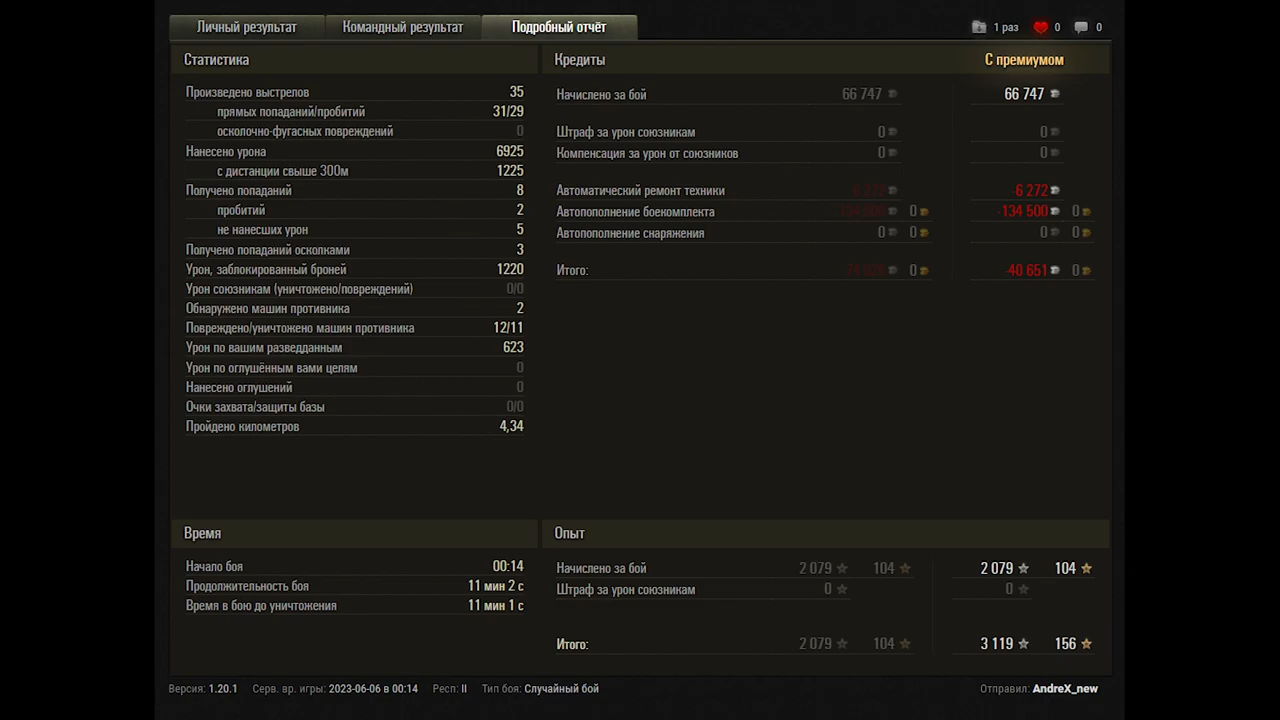 Личный результат Командный результат Подробный отчёт 1 раз 0 0
Статистика
Произведено выстрелов 35
прямых попаданий/пробитий 31/29
осколочно-фугасных повреждений 0
Нанесено урона 6925
с дистанции свыше 300м 1225
Получено попаданий 8
пробитий 2
не нанесших урон 5
Получено попаданий осколками 3
Урон, заблокированный броней 1220
Урон союзникам (уничтожено/повреждений) 0/0
Обнаружено машин противника 2
Повреждено/уничтожено машин противника 12/11
Урон по вашим разведданным 623
Урон по оглушённым вами целям 0
Нанесено оглушений 0
Очки захвата/защиты базы 0/0
Пройдено километров 4,34
Кредиты С премиумом
Начислено за бой 66 747 66 747
Штраф за урон союзникам 0 0
Компенсация за урон от союзников 0 0
Автоматический ремонт техники -6 272 -6 272
Автопополнение боекомплекта 0 -134 500 0
Автопополнение снаряжения 0 0 0 0
Итого: 0 -40 651 0
Время
Начало боя 00:14
Продолжительность боя 11 мин 2 с
Время в бою до уничтожения 11 мин 1 с
Опыт
Начислено за бой 2 079 104 2 079 104
Штраф за урон союзникам 0 0
Итого: 2 079 104 3 119 156
Версия: 1.20.1 Серв. вр. игры: 2023-06-06 в 00:14 Респ: II Тип боя: Случайный бой Отправил: AndreX_new